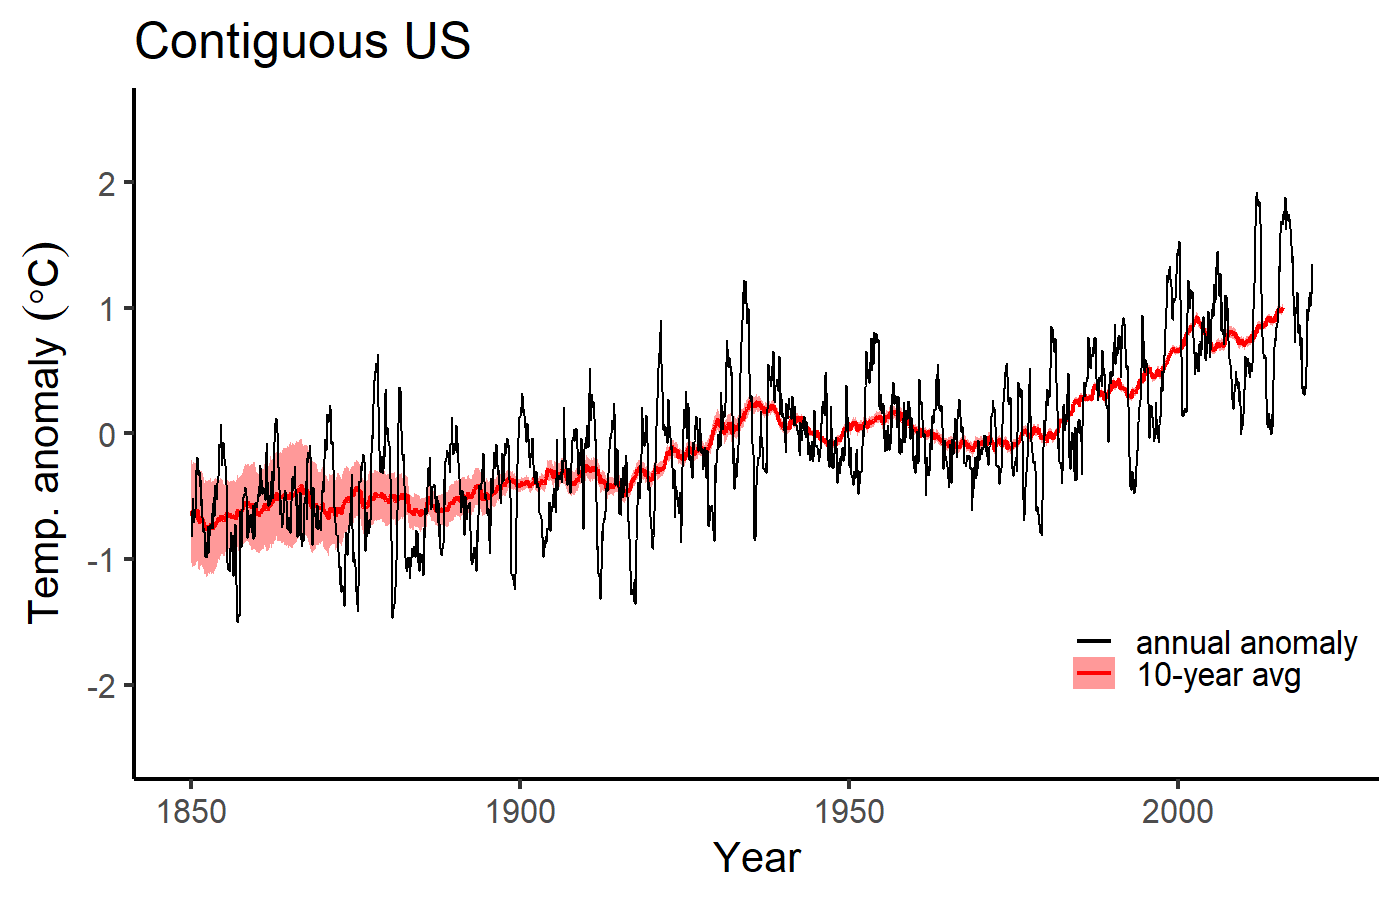 Contiguous US
Temp. anomaly (°C)
2
1
0
-1
-2
annual anomaly
10-year avg
1850
1900
1950
2000
Year